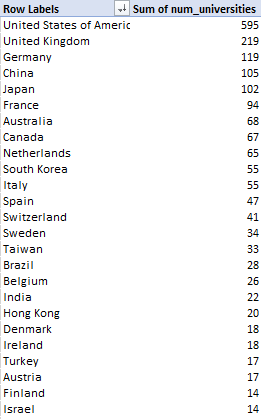 Row Labels Sum of num_universities
United States of Americ 595
United Kingdom 219
Germany 119
China 105
Japan 102
France 94
Australia 68
Canada 67
Netherlands 65
South Korea 55
Italy 55
Spain 47
Switzerland 41
Sweden 34
Taiwan 33
Brazil 28
Belgium 26
India 22
Hong Kong 20
Denmark 18
Ireland 18
Turkey 17
Austria 17
Finland 14
Israel 14